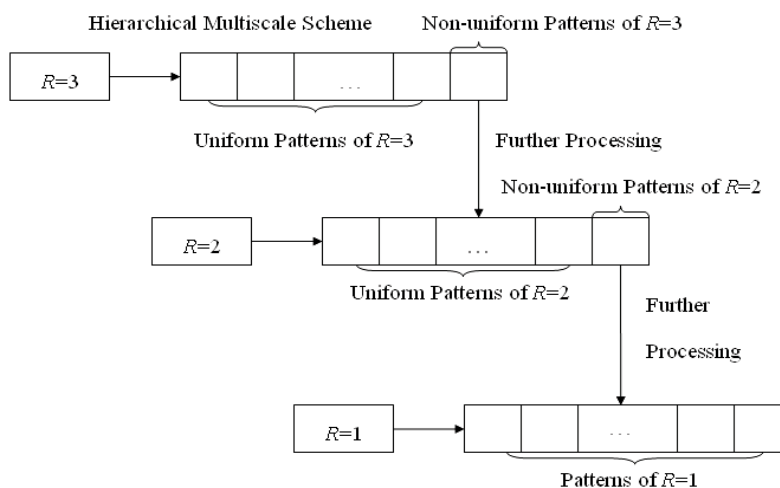 Hierarchical Multiscale Scheme
Non-uniform Patterns of R=3
R=3
...
Uniform Patterns of R=3
Further Processing
Non-uniform Patterns of R=2
R=2
...
Uniform Patterns of R=2
Further
Processing
R=1
...
Patterns of R=1